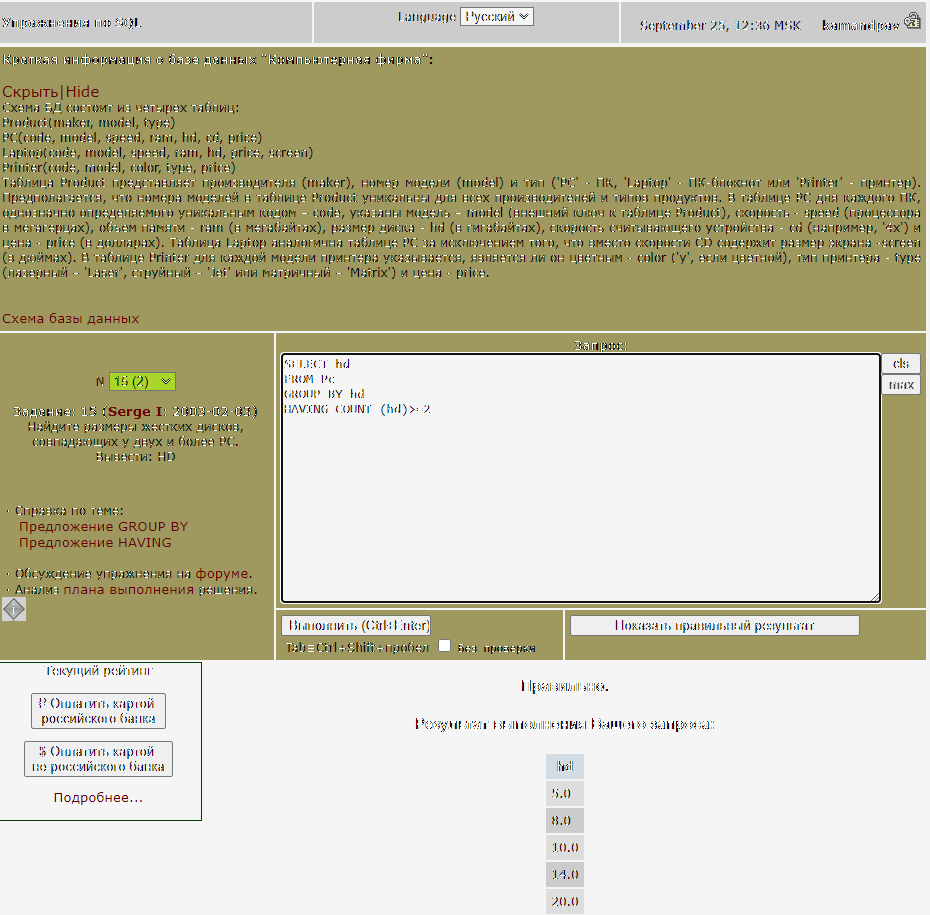 Упражнения по SQL
Language Русский
September 25, 12:36 MSK
Краткая информация о базе данных "Компьютерная фирма":
Скрыть|Hide
Схема БД состоит из четырех таблиц:
Product(maker, model, type)
PC(code, model, speed, ram, hd, cd, price)
Laptop(code, model, speed, ram, hd, price, screen)
Printer(code, model, color, type, price)
Таблица Product представляет производителя (maker), номер модели (model) и тип ('PC' - ПК, 'Laptop' - ПК-блокнот или 'Printer' - принтер).
Предполагается, что номера моделей в таблице Product уникальны для всех производителей и типов продуктов. В таблице PC для каждого ПК,
однозначно определяемого уникальным кодом – code, указаны модель – model (внешний ключ к таблице Product), скорость - speed (процессора
в мегагерцах), объем памяти - ram (в мегабайтах), размер диска - hd (в гигабайтах), скорость считывающего устройства - cd (например, '4x') и
цена - price (в долларах). Таблица Laptop аналогична таблице PC за исключением того, что вместо скорости CD содержит размер экрана -screen
(в дюймах). В таблице Printer для каждой модели принтера указывается, является ли он цветным - color ('y', если цветной), тип принтера - type
(лазерный – 'Laser', струйный – 'Jet' или матричный – 'Matrix') и цена - price.
Схема базы данных
N 15 (2)
Задание: 15 (Serge I: 2003-02-03)
Найдите размеры жестких дисков,
совпадающих у двух и более PC.
Вывести: HD
· Справка по теме:
Предложение GROUP BY
Предложение HAVING
· Обсуждение упражнения на форуме.
· Анализ плана выполнения решения.
Запрос:
SELECT hd
FROM Pc
GROUP BY hd
HAVING COUNT (hd)>=2
cls
max
Выполнить (Ctrl+Enter)
Tab=Ctrl+Shift+пробел без проверки
Показать правильный результат
Текущий рейтинг
₽ Оплатить картой
российского банка
$ Оплатить картой
не российского банка
Подробнее...
Правильно.
Результат выполнения Вашего запроса:
hd
5.0
8.0
10.0
14.0
20.0